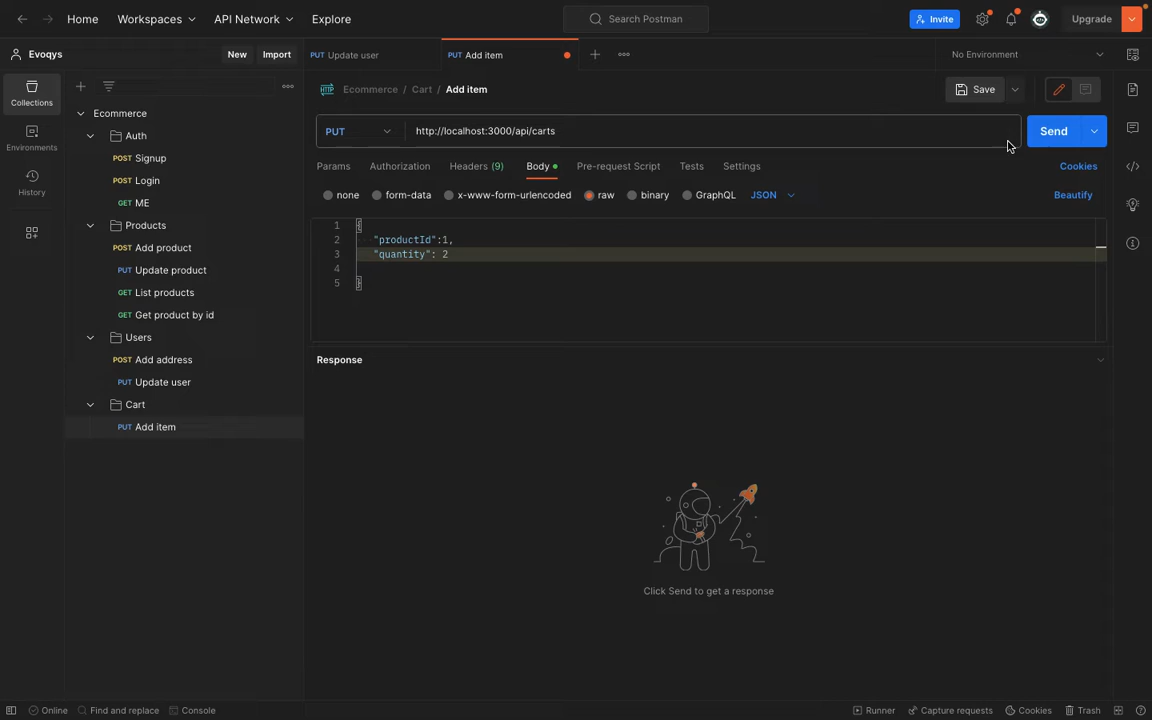 Home Workspaces API Network Explore Search Postman Invite Upgrade
Evoqys New Import PUT Update user PUT Add item No Environment
Collections
Environments
History
Ecommerce
Auth
POST Signup
POST Login
GET ME
Products
POST Add product
PUT Update product
GET List products
GET Get product by id
Users
POST Add address
PUT Update user
Cart
PUT Add item
HTTP Ecommerce / Cart / Add item Save
PUT http://localhost:3000/api/carts Send
Params Authorization Headers (9) Body Pre-request Script Tests Settings Cookies
none form-data x-www-form-urlencoded raw binary GraphQL JSON Beautify
1 {
2 "productId":1,
3 "quantity": 2
4
5 }
Response
Click Send to get a response
Online Find and replace Console Runner Capture requests Cookies Trash